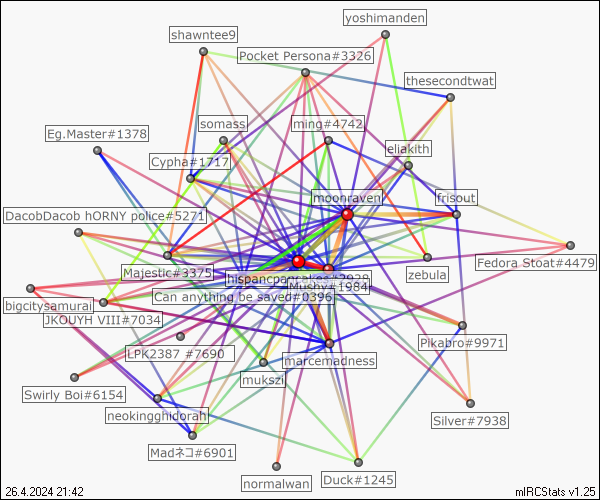 yoshimanden
shawntee9
Pocket Persona#3326
thesecondtwat
somass
ming#4742
Eg.Master#1378
Cypha#1717
eliakith
moonraven
frisout
DacobDacob hORNY police#5271
Majestic#3375
zebula
Fedora Stoat#4479
Mushy#1984
Can anything be saved#0396
bigcitysamurai
JKOUYH VIII#7034
Pikabro#9971
LPK2387 #7690
marcemadness
mukszi
Swirly Boi#6154
neokingghidorah
Silver#7938
Madネコ#6901
normalwan
Duck#1245
26.4.2024 21:42
mIRCStats v1.25